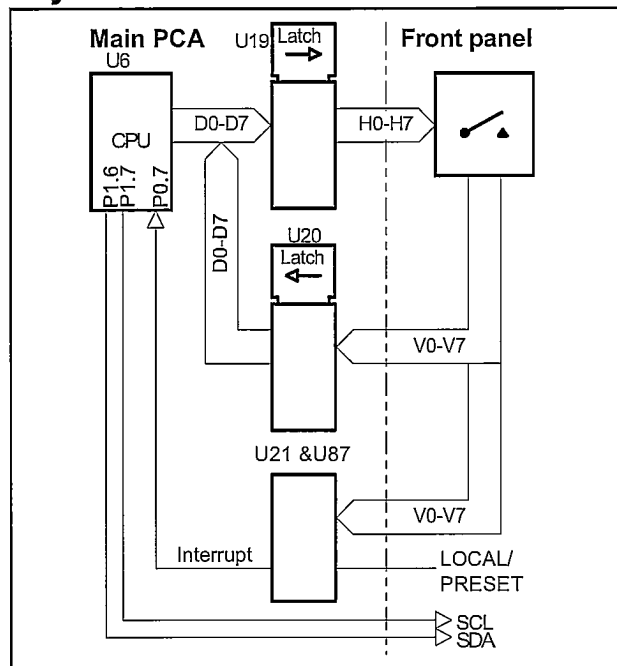 Main PCA
U6
CPU
P1.6
P1.7
P0.7
D0-D7
U19
Latch
H0-H7
Front panel
D0-D7
U20
Latch
V0-V7
U21 &U87
V0-V7
Interrupt
LOCAL/
PRESET
SCL
SDA